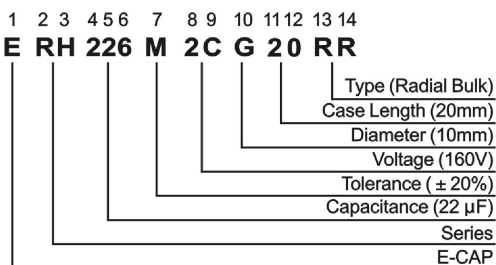 1 2 3 4 5 6 7 8 9 10 11 12 13 14
E RH 226 M 2C G 20 RR
Type (Radial Bulk)
Case Length (20mm)
Diameter (10mm)
Voltage (160V)
Tolerance ( ± 20%)
Capacitance (22 µF)
Series
E-CAP